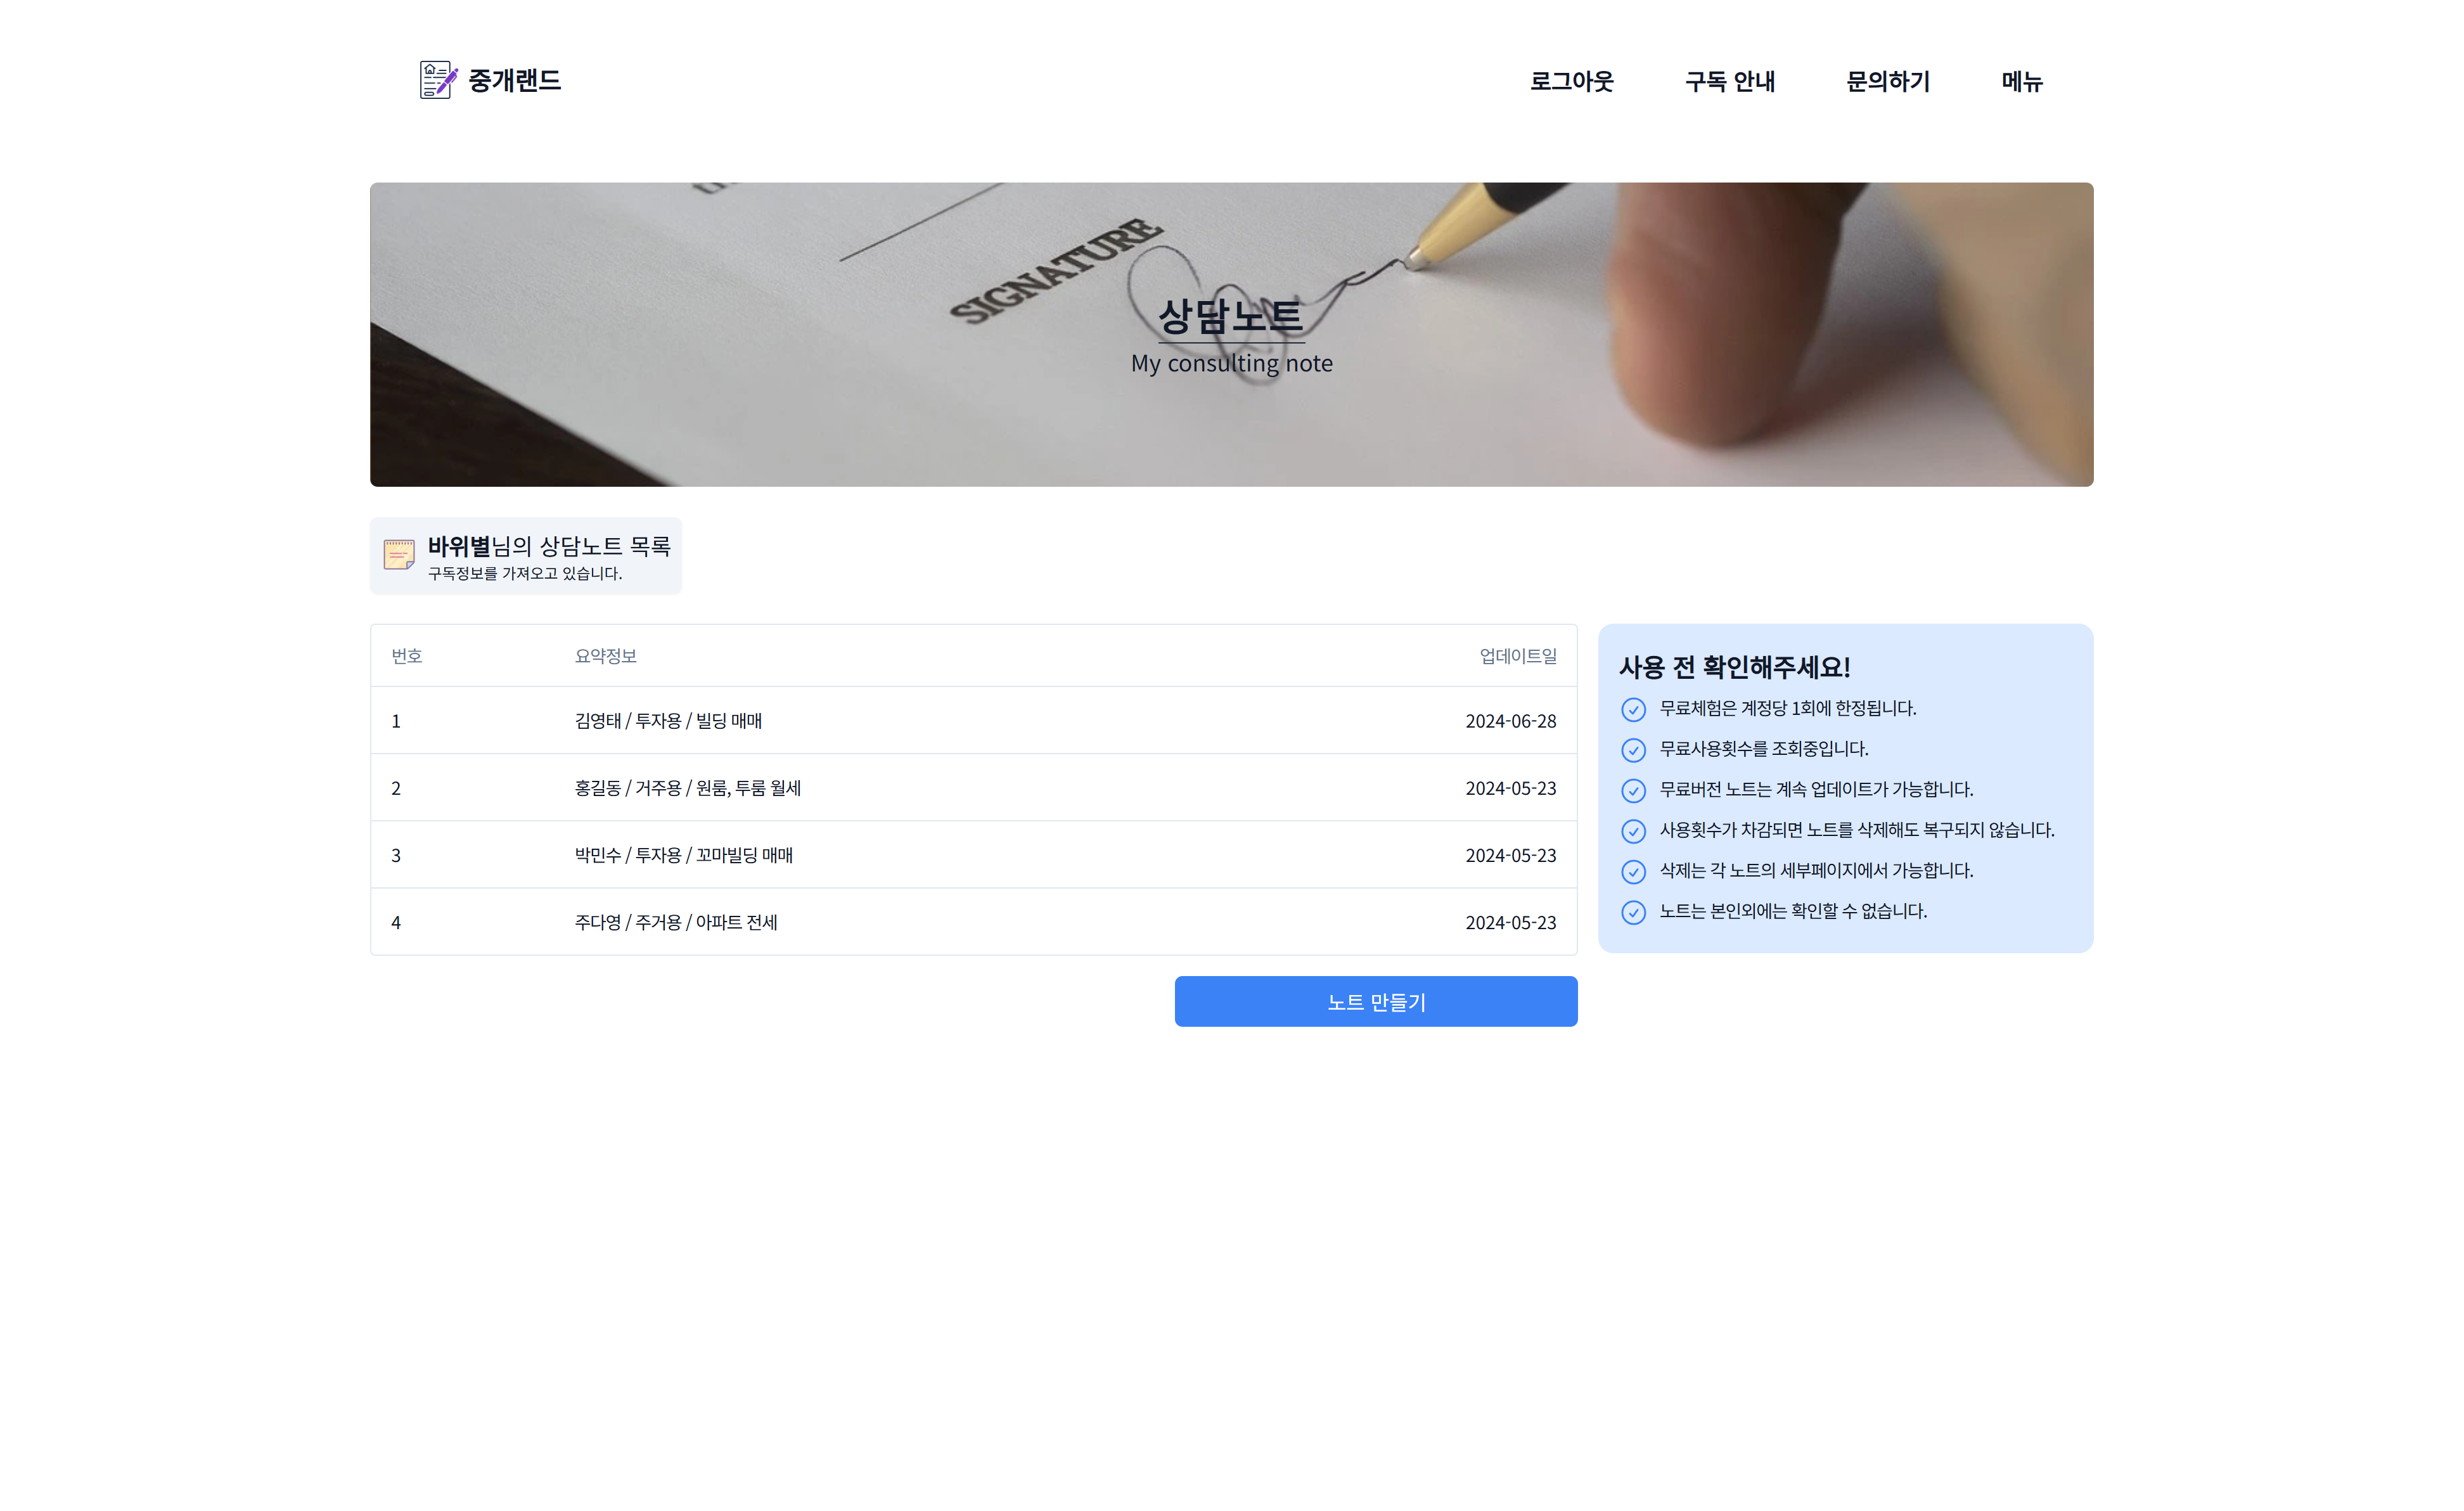 중개랜드
로그아웃 구독 안내 문의하기 메뉴
SIGNATURE
상담노트
My consulting note
바위별님의 상담노트 목록
구독정보를 가져오고 있습니다.
번호 요약정보 업데이트일
1 김영태 / 투자용 / 빌딩 매매 2024-06-28
2 홍길동 / 거주용 / 원룸, 투룸 월세 2024-05-23
3 박민수 / 투자용 / 꼬마빌딩 매매 2024-05-23
4 주다영 / 주거용 / 아파트 전세 2024-05-23
노트 만들기
사용 전 확인해주세요!
무료체험은 계정당 1회에 한정됩니다.
무료사용횟수를 조회중입니다.
무료버전 노트는 계속 업데이트가 가능합니다.
사용횟수가 차감되면 노트를 삭제해도 복구되지 않습니다.
삭제는 각 노트의 세부페이지에서 가능합니다.
노트는 본인외에는 확인할 수 없습니다.